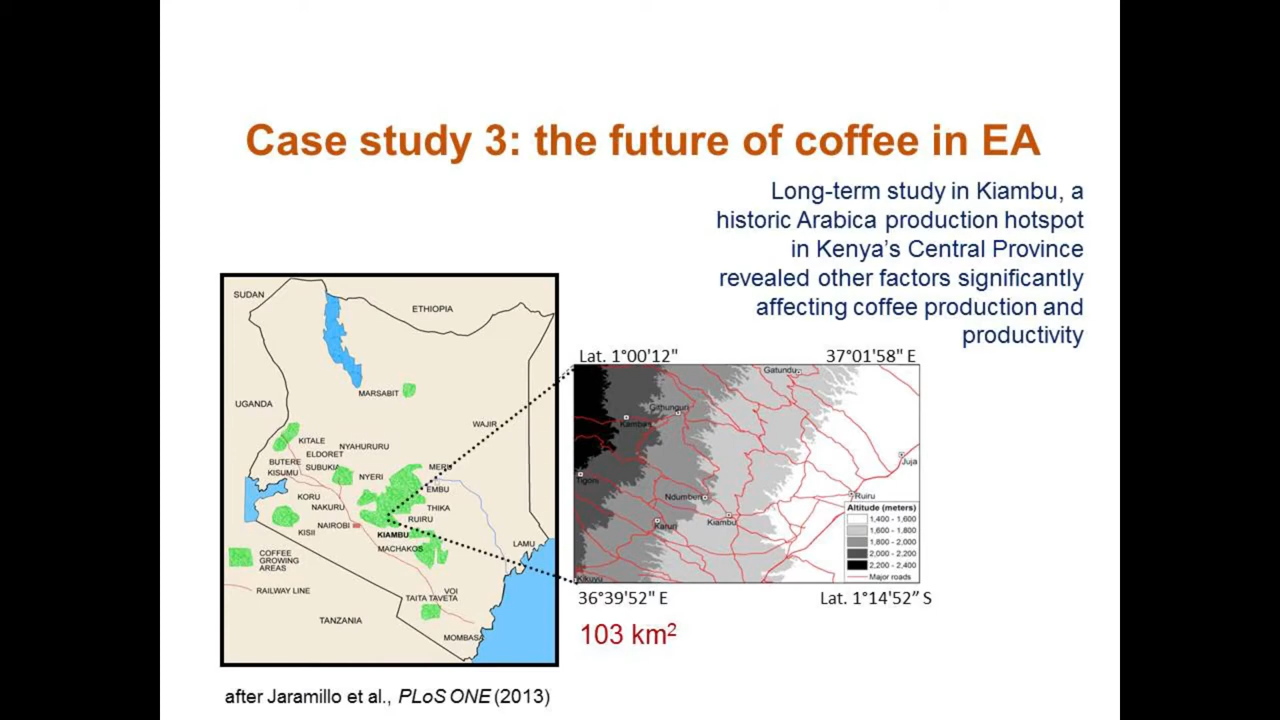 Case study 3: the future of coffee in EA
Long-term study in Kiambu, a
historic Arabica production hotspot
in Kenya's Central Province
revealed other factors significantly
affecting coffee production and
productivity
SUDAN
ETHIOPIA
MARSABIT
UGANDA
WAJIR
KITALE
NYAHURURU
ELDORET
BUTERE
SUBUKIA
MERU
KISUMU
NYERI
EMBU
KORU
NAKURU
THIKA
RUIRU
NAIROBI
KISII
KIAMBU
MACHAKOS
LAMU
COFFEE
GROWING
AREAS
RAILWAY LINE
VOI
TAITA TAVETA
TANZANIA
MOMBASA
Lat. 1°00'12"
37°01'58" E
Gatundu
Githunguri
Juja
Tigoni
Ndumberi
Ruiru
Karuri
Kiambu
Kikuyu
Altitude (meters)
1,400 - 1,600
1,600 - 1,800
1,800 - 2,000
2,000 - 2,200
2,200 - 2,400
Major roads
36°39'52" E
Lat. 1°14'52” S
103 km²
after Jaramillo et al., PLoS ONE (2013)